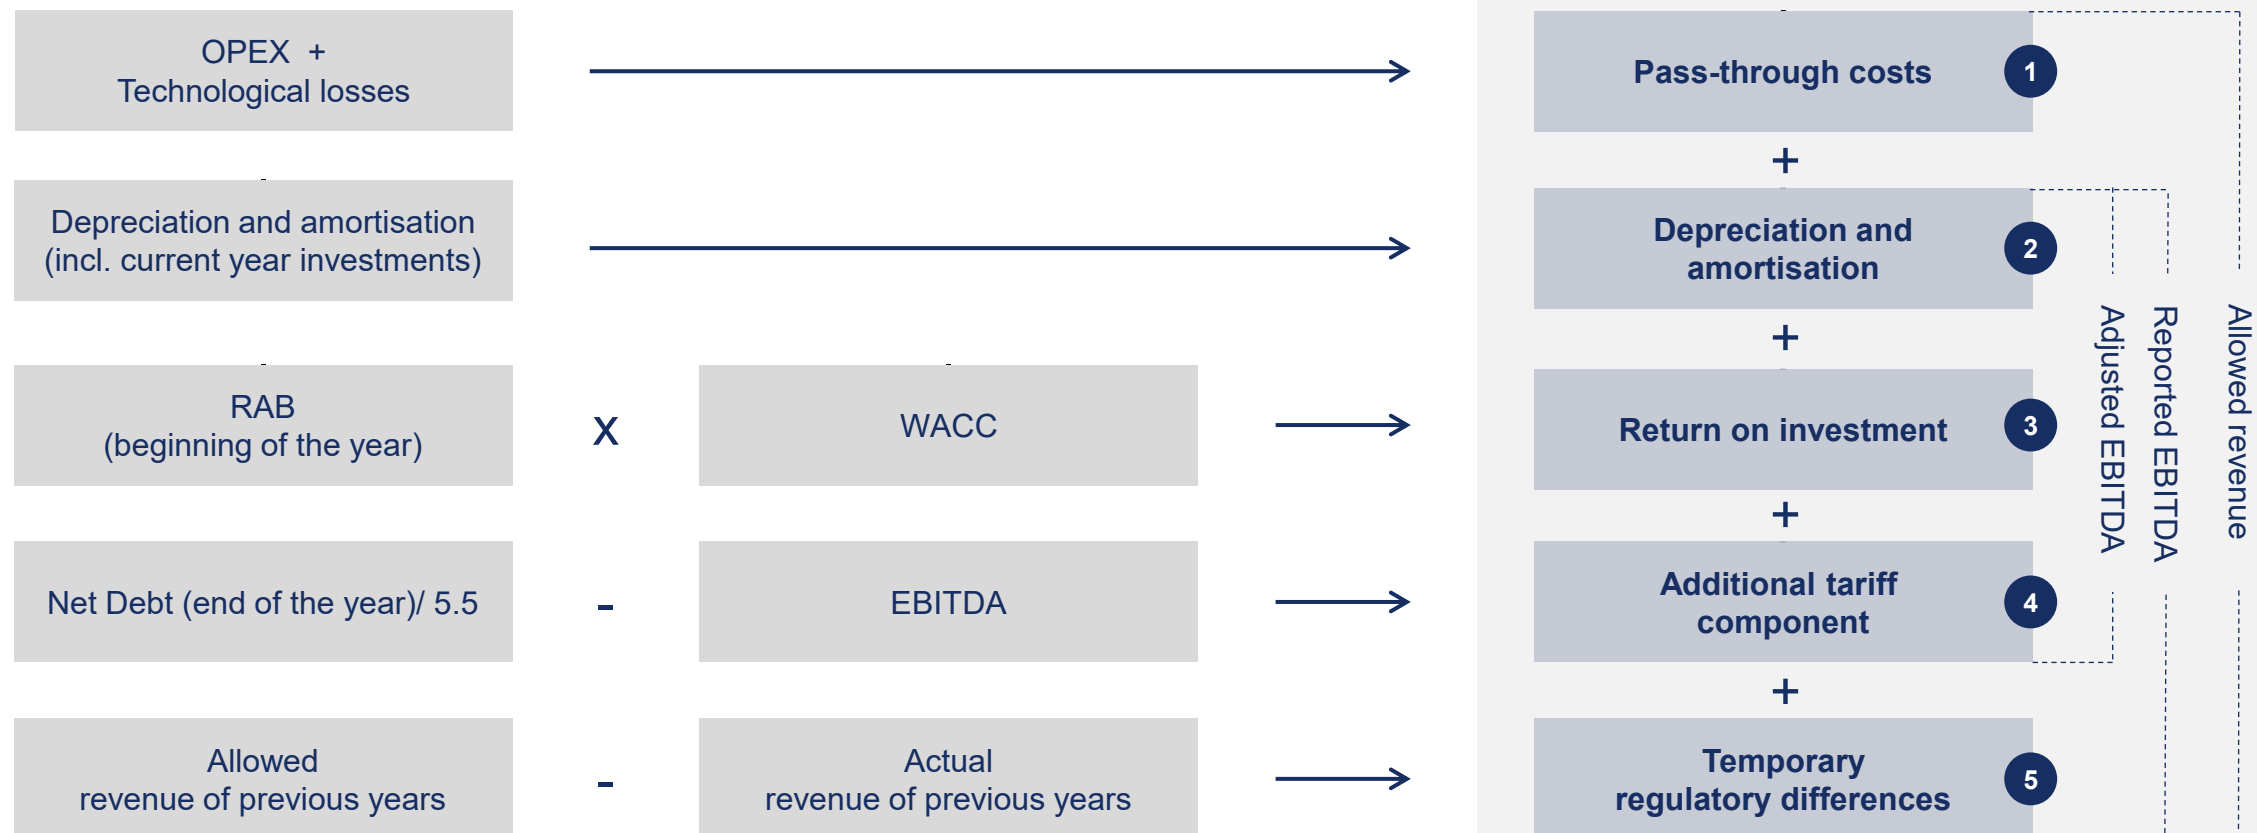 OPEX +
Technological losses
Pass-through costs
1
+
Depreciation and amortisation
(incl. current year investments)
Depreciation and
amortisation
2
+
RAB
(beginning of the year)
x
WACC
Return on investment
3
+
Net Debt (end of the year)/ 5.5
-
EBITDA
Additional tariff
component
4
+
Allowed
revenue of previous years
-
Actual
revenue of previous years
Temporary
regulatory differences
5
Adjusted EBITDA
Reported EBITDA
Allowed revenue